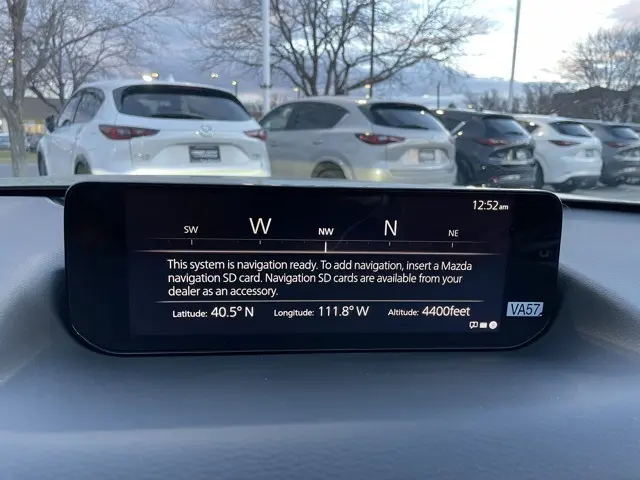 12:52am
SW W NW N NE
This system is navigation ready. To add navigation, insert a Mazda
navigation SD card. Navigation SD cards are available from your
dealer as an accessory.
Latitude: 40.5° N Longitude: 111.8° W Altitude: 4400feet
VA57